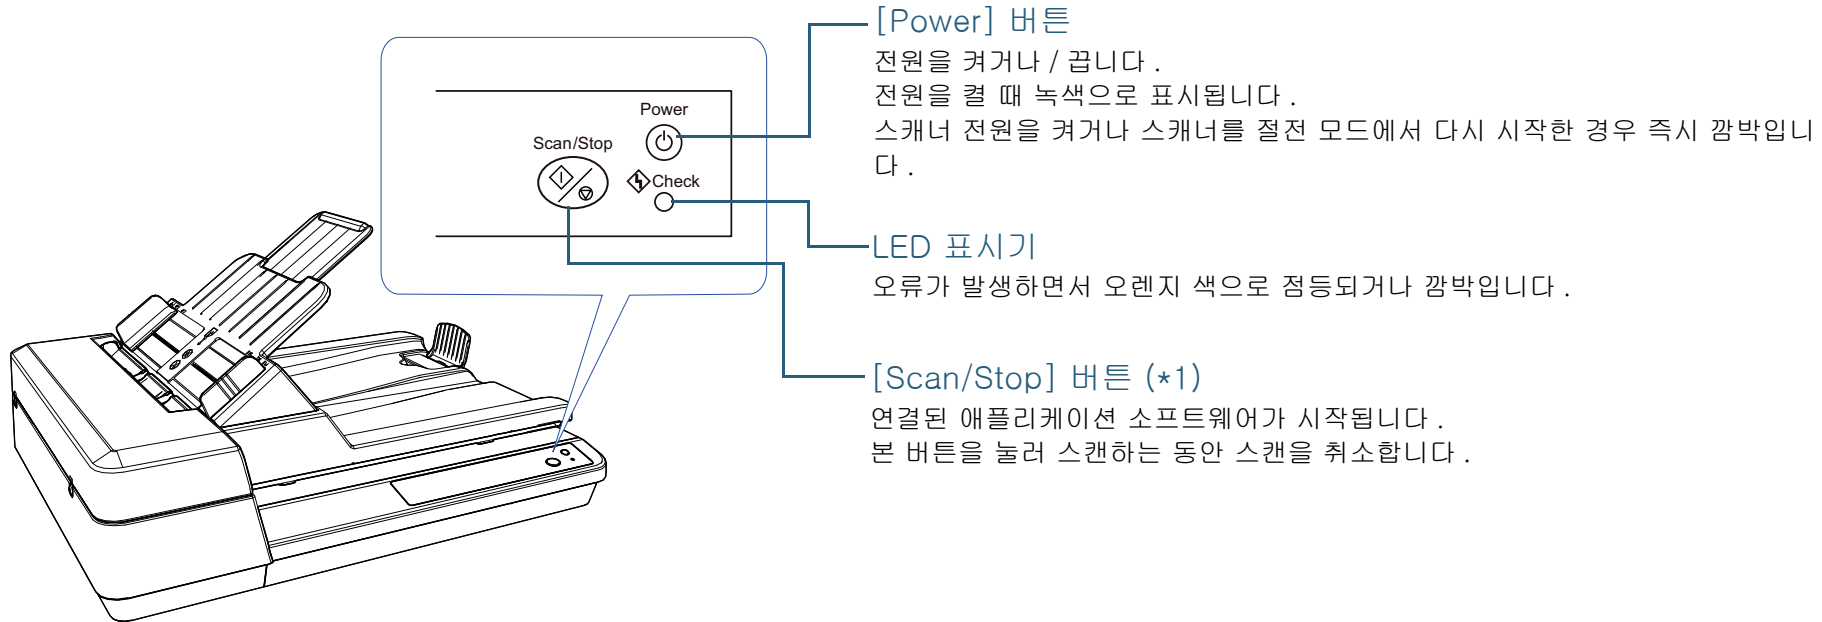 [Power] 버튼
전원을 켜거나 / 끕니다 .
전원을 켤 때 녹색으로 표시됩니다 .
스캐너 전원을 켜거나 스캐너를 절전 모드에서 다시 시작한 경우 즉시 깜박입니
다 .
Power
Scan/Stop
Check
LED 표시기
오류가 발생하면서 오렌지 색으로 점등되거나 깜박입니다 .
[Scan/Stop] 버튼 (*1)
연결된 애플리케이션 소프트웨어가 시작됩니다 .
본 버튼을 눌러 스캔하는 동안 스캔을 취소합니다 .